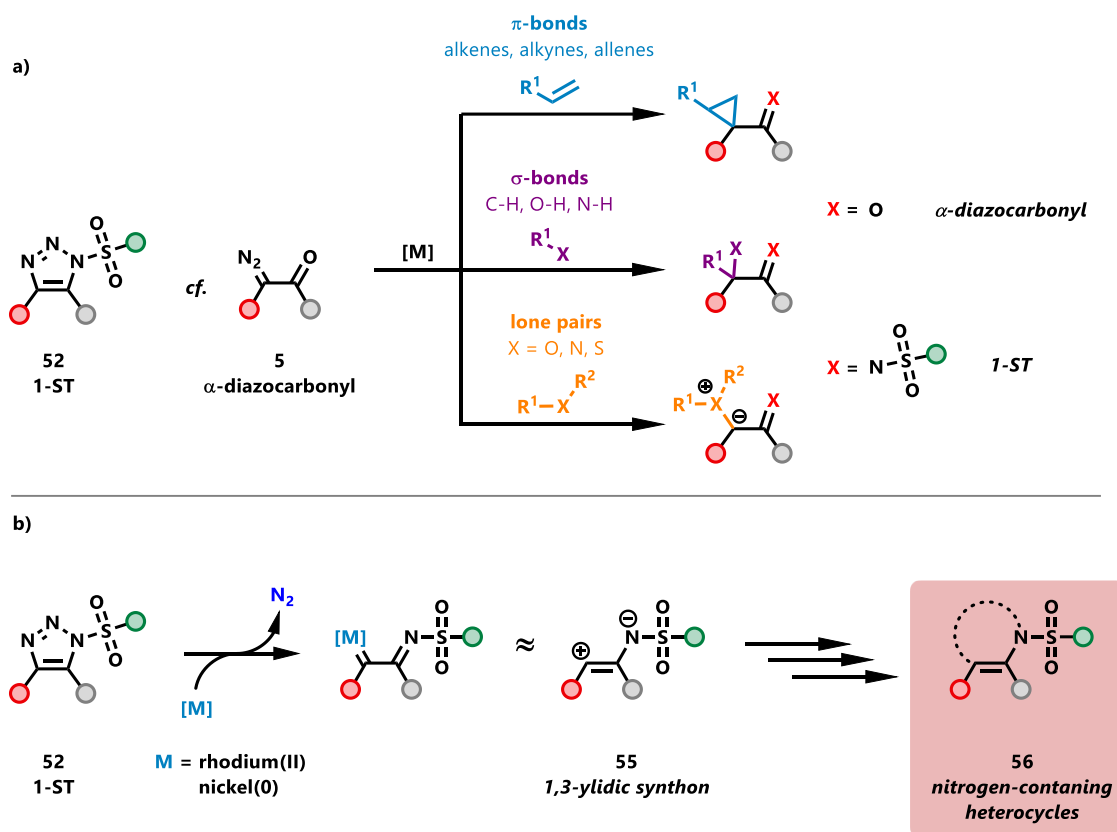 π-bonds
alkenes, alkynes, allenes
a)
R1
R1
X
σ-bonds
C-H, O-H, N-H
X = O
α-diazocarbonyl
N
N
N
S
O
O
cf.
N2
O
[M]
R1
X
R1
X
X
lone pairs
X = O, N, S
52
1-ST
5
α-diazocarbonyl
X = N
S
O
O
1-ST
R1
X
R2
R1
X
R2
⊕
⊖
X
b)
N
N
N
S
O
O
N2
[M]
[M]
N
S
O
O
≈
⊕
⊖
N
S
O
O
N
S
O
O
52
1-ST
M = rhodium(II)
nickel(0)
55
1,3-ylidic synthon
56
nitrogen-contaning
heterocycles